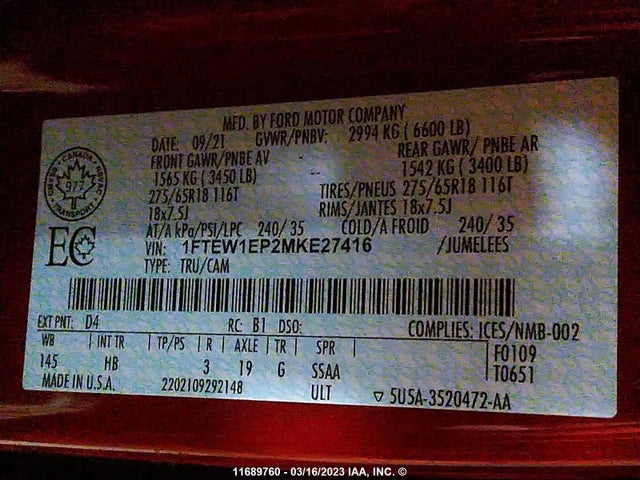 MFD. BY FORD MOTOR COMPANY
DATE: 09/21 GVWR/PNBV: 2994 KG ( 6600 LB)
FRONT GAWR/PNBE AV REAR GAWR/ PNBE AR
1565 KG ( 3450 LB) 1542 KG ( 3400 LB)
275/65R18 116T TIRES/PNEUS 275/65R18 116T
18x7.5J RIMS/JANTES 18x7.5J
AT/A kPa/PSI/LPC 240/ 35 COLD/A FROID 240/ 35
VIN: 1FTEW1EP2MKE27416 /JUMELEES
TYPE: TRU/CAM
CANADA
977
TRANSPORT
EC
EXT PNT: D4 RC: B1 DSO: COMPLIES: ICES/NMB-002
WB INT TR TP/PS R AXLE TR SPR F0109
145 HB 3 19 G SSAA T0651
MADE IN U.S.A. 2202109292148 ULT 5U5A-3520472-AA
11689760 - 03/16/2023 IAA, INC. ©